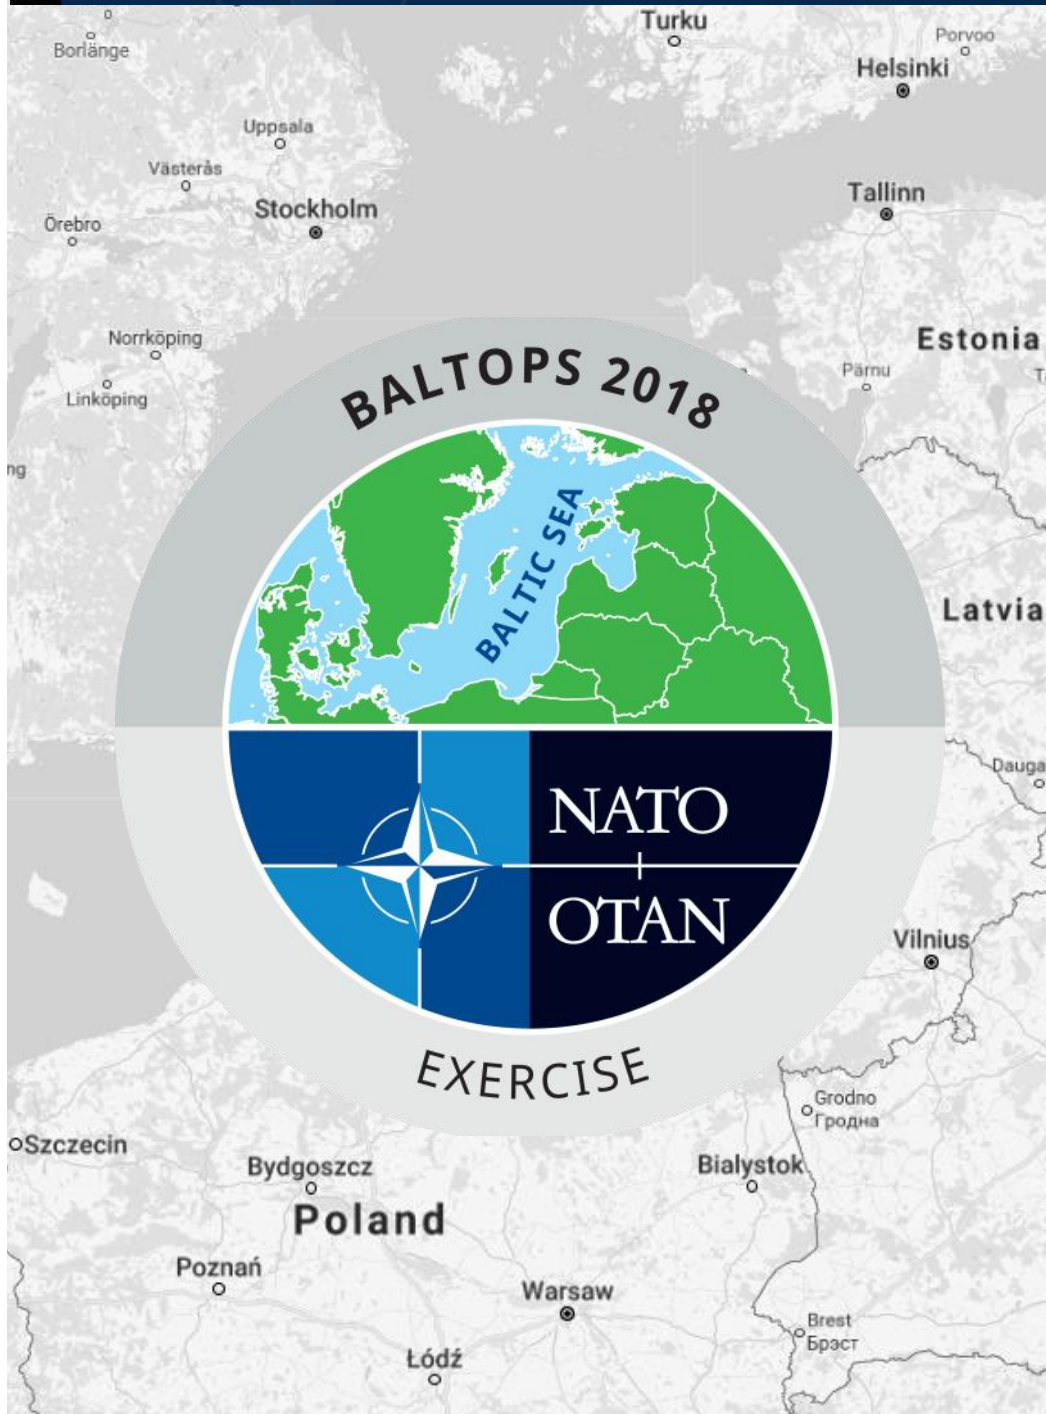 Turku
Porvoo
Borlänge
Helsinki
Uppsala
Västerås
Tallinn
Stockholm
Örebro
Norrköping
Estonia
Pärnu
Linköping
BALTOPS 2018
BALTIC SEA
Latvia
Dauga
NATO
OTAN
Vilnius
EXERCISE
Grodno
Гродна
Szczecin
Bydgoszcz
Bialystok
Poland
Poznań
Warsaw
Brest
Брэст
Łódź